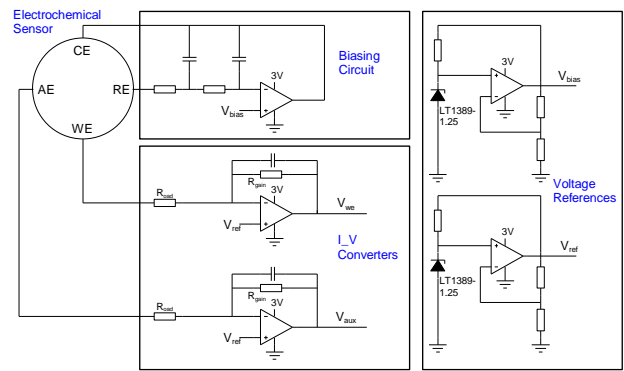 Electrochemical
Sensor
CE
AE
RE
WE
3V
Biasing
Circuit
Vbias
Rload
Rgain
3V
Vref
Vwe
I_V
Converters
Rload
Rgain
3V
Vref
Vaux
3V
Vbias
LT1389-
1.25
Voltage
References
3V
Vref
LT1389-
1.25